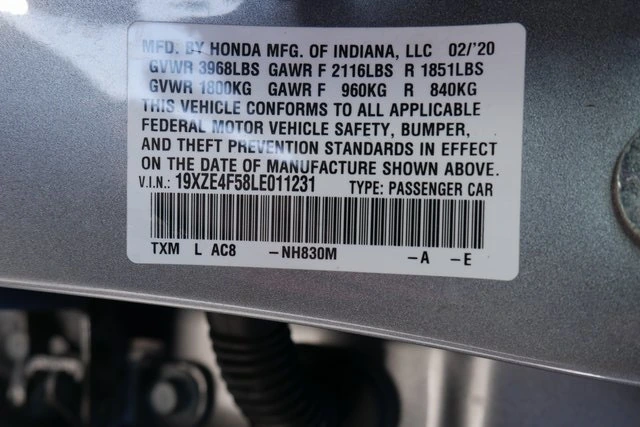 MFD. BY HONDA MFG. OF INDIANA, LLC 02/'20
GVWR 3968LBS GAWR F 2116LBS R 1851LBS
GVWR 1800KG GAWR F 960KG R 840KG
THIS VEHICLE CONFORMS TO ALL APPLICABLE
FEDERAL MOTOR VEHICLE SAFETY, BUMPER,
AND THEFT PREVENTION STANDARDS IN EFFECT
ON THE DATE OF MANUFACTURE SHOWN ABOVE.
V.I.N.: 19XZE4F58LE011231 TYPE: PASSENGER CAR
TXM L AC8 -NH830M -A -E